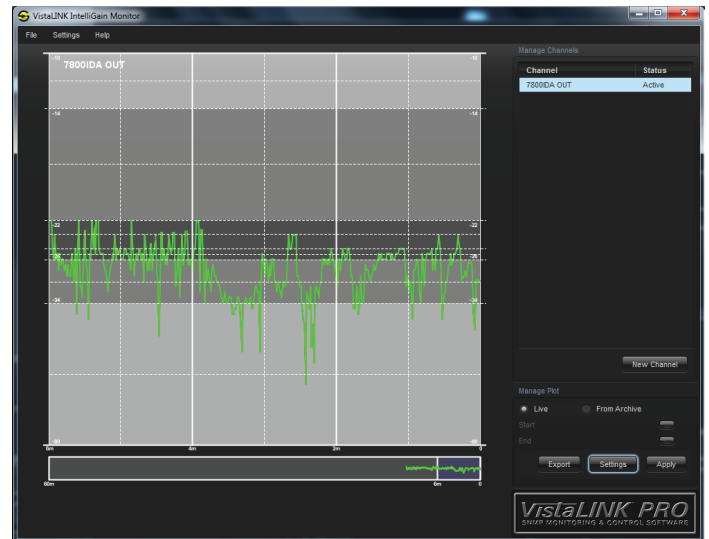 VistaLINK IntelliGain Monitor
File Settings Help
7800IDA OUT
-10 -10
-14 -14
-22 -22
-34 -34
6m 4m 2m 0
60m 6m 0
Manage Channels
Channel Status
7800IDA OUT Active
New Channel
Manage Plot
Live From Archive
Start
End
Export Settings Apply
VistaLINK PRO
SNMP MONITORING & CONTROL SOFTWARE